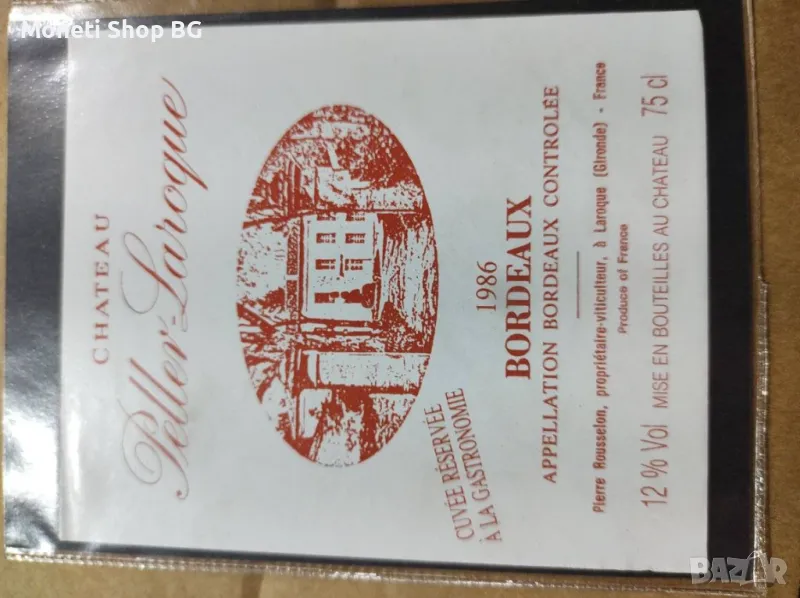 Moneti Shop BG
CHATEAU
Peller-Laroque
CUVÉE RÉSERVÉE
À LA GASTRONOMIE
1986
BORDEAUX
APPELLATION BORDEAUX CONTROLÉE
Pierre Rousselon, propriétaire-viticulteur, à Laroque (Gironde) - France
Produce of France
12 % Vol MISE EN BOUTEILLES AU CHATEAU 75 cl
BAZAR